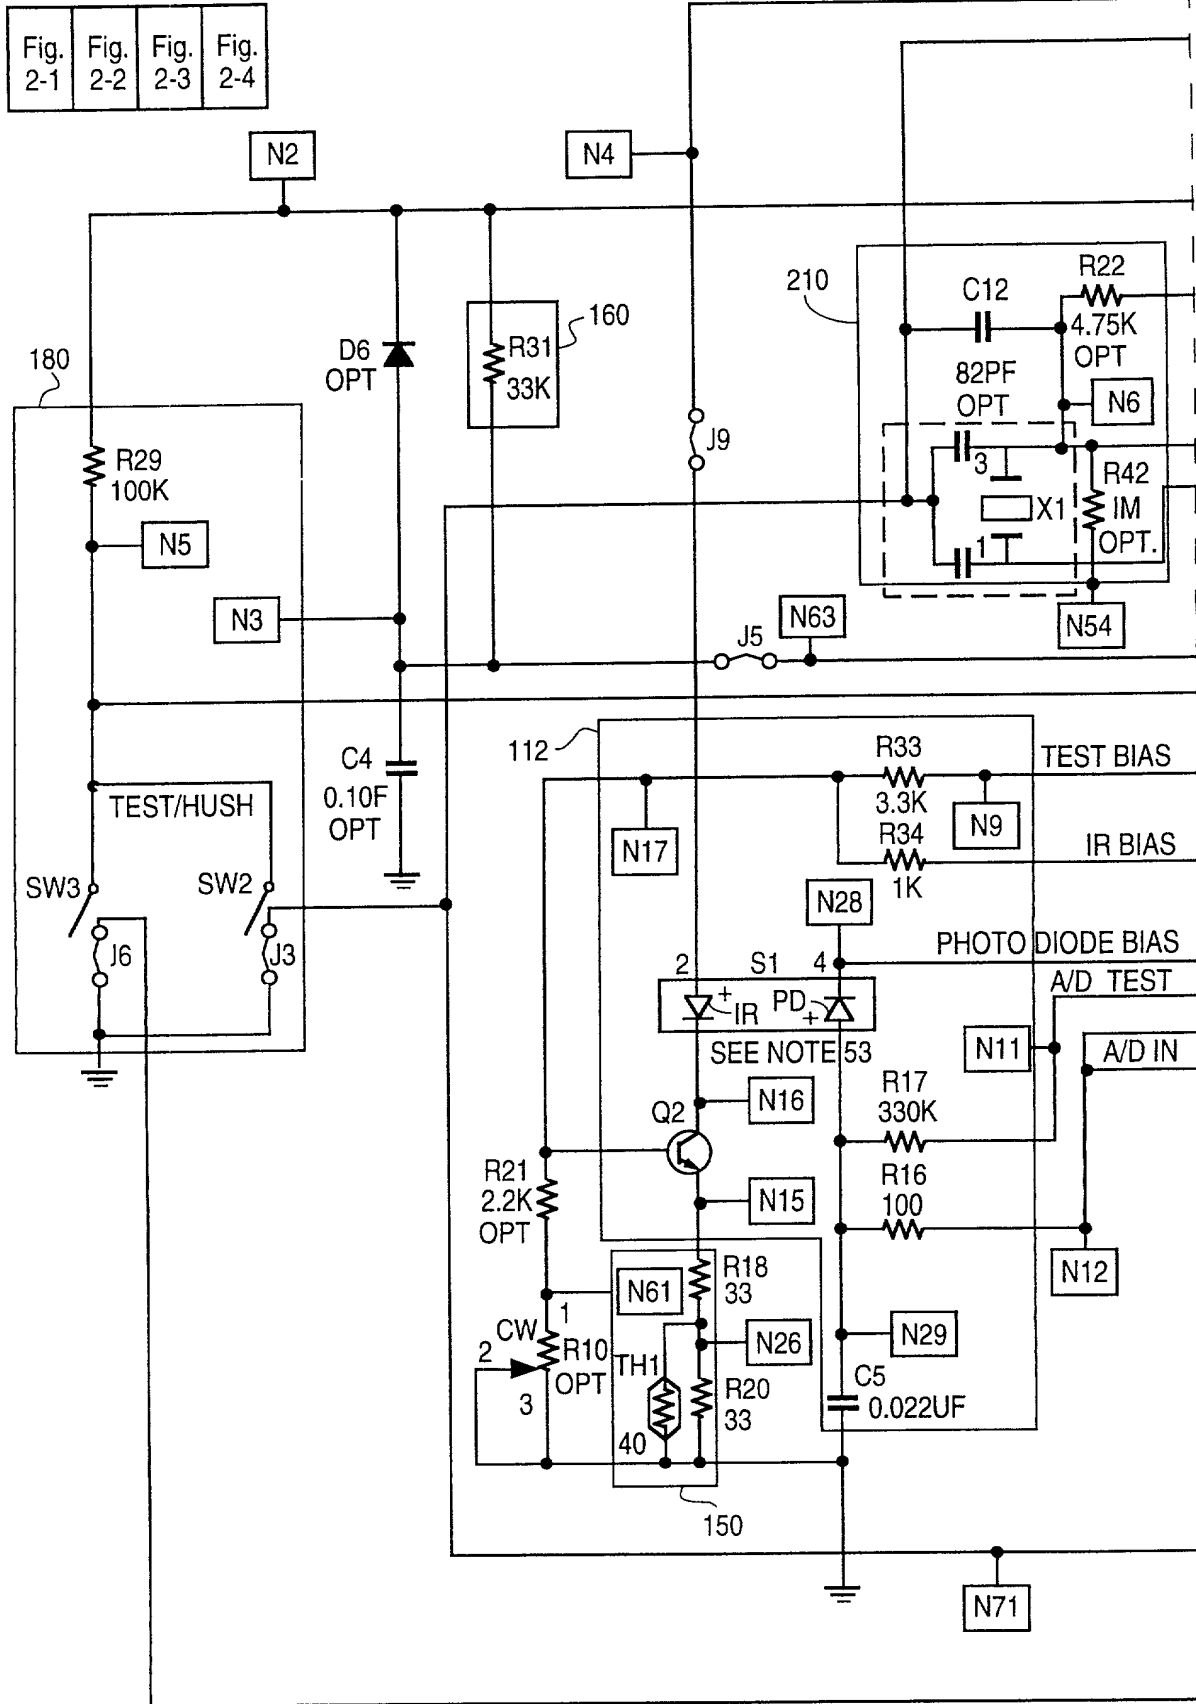 Fig. 2-1
Fig. 2-2
Fig. 2-3
Fig. 2-4
N2
N4
210
C12
R22
4.75K
OPT
82PF
OPT
N6
D6
OPT
R31
33K
160
180
J9
R29
100K
3
X1
1
R42
IM
OPT.
N5
N3
N63
J5
N54
112
R33
3.3K
TEST BIAS
N9
C4
0.10F
OPT
TEST/HUSH
N17
R34
1K
IR BIAS
SW3
SW2
N28
J6
J3
PHOTO DIODE BIAS
2
S1
4
A/D TEST
+
IR
PD
+
SEE NOTE 53
N11
A/D IN
N16
Q2
R17
330K
R21
2.2K
OPT
N15
R16
100
N12
N61
R18
33
1
CW
2
R10
OPT
3
TH1
40
N26
N29
R20
33
C5
0.022UF
150
N71